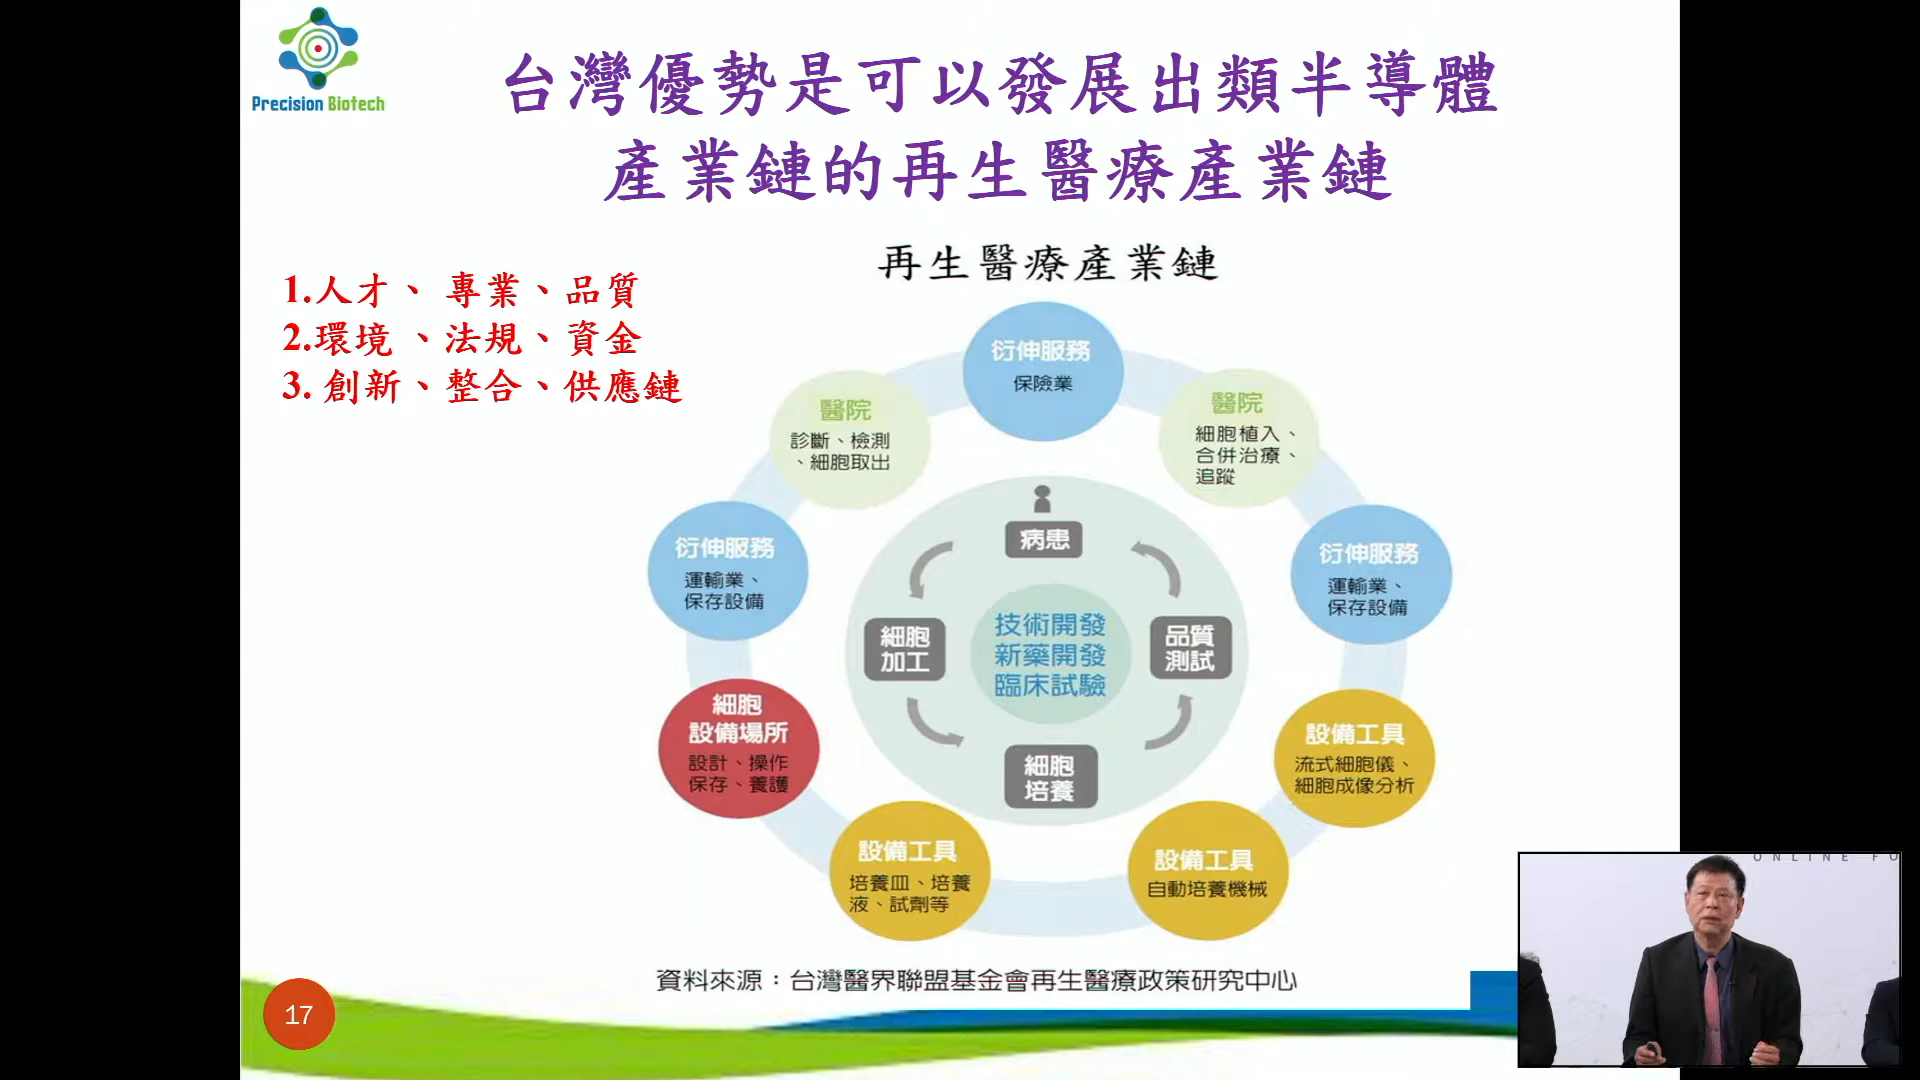 Precision Biotech
台灣優勢是可以發展出類半導體
產業鏈的再生醫療產業鏈
1.人才、 專業、品質
2.環境 、法規、資金
3. 創新、整合、供應鏈
再生醫療產業鏈
衍伸服務
保險業
醫院
診斷、檢測
、細胞取出
醫院
細胞植入、
合併治療、
追蹤
衍伸服務
運輸業、
保存設備
衍伸服務
運輸業、
保存設備
病患
細胞
加工
技術開發
新藥開發
臨床試驗
品質
測試
細胞
培養
細胞
設備場所
設計、操作
保存、養護
設備工具
流式細胞儀、
細胞成像分析
設備工具
培養皿、培養
液、試劑等
設備工具
自動培養機械
資料來源：台灣醫界聯盟基金會再生醫療政策研究中心
17
ONLINE FO